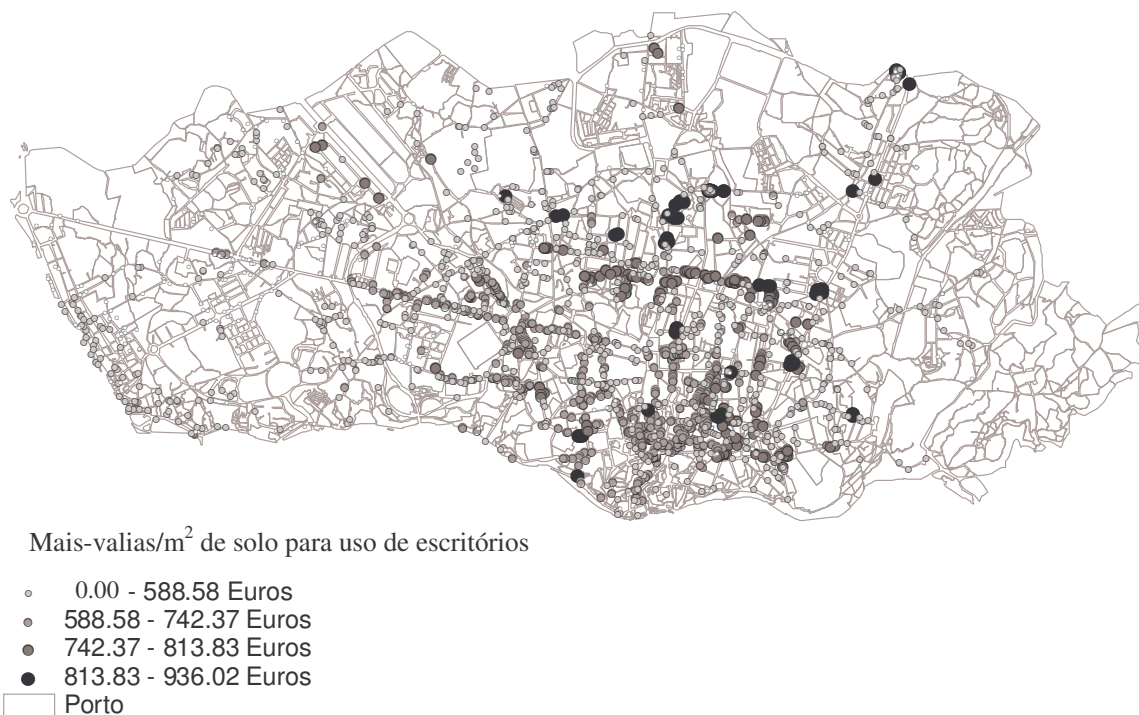 Mais-valias/m² de solo para uso de escritórios
0.00 - 588.58 Euros
588.58 - 742.37 Euros
742.37 - 813.83 Euros
813.83 - 936.02 Euros
Porto